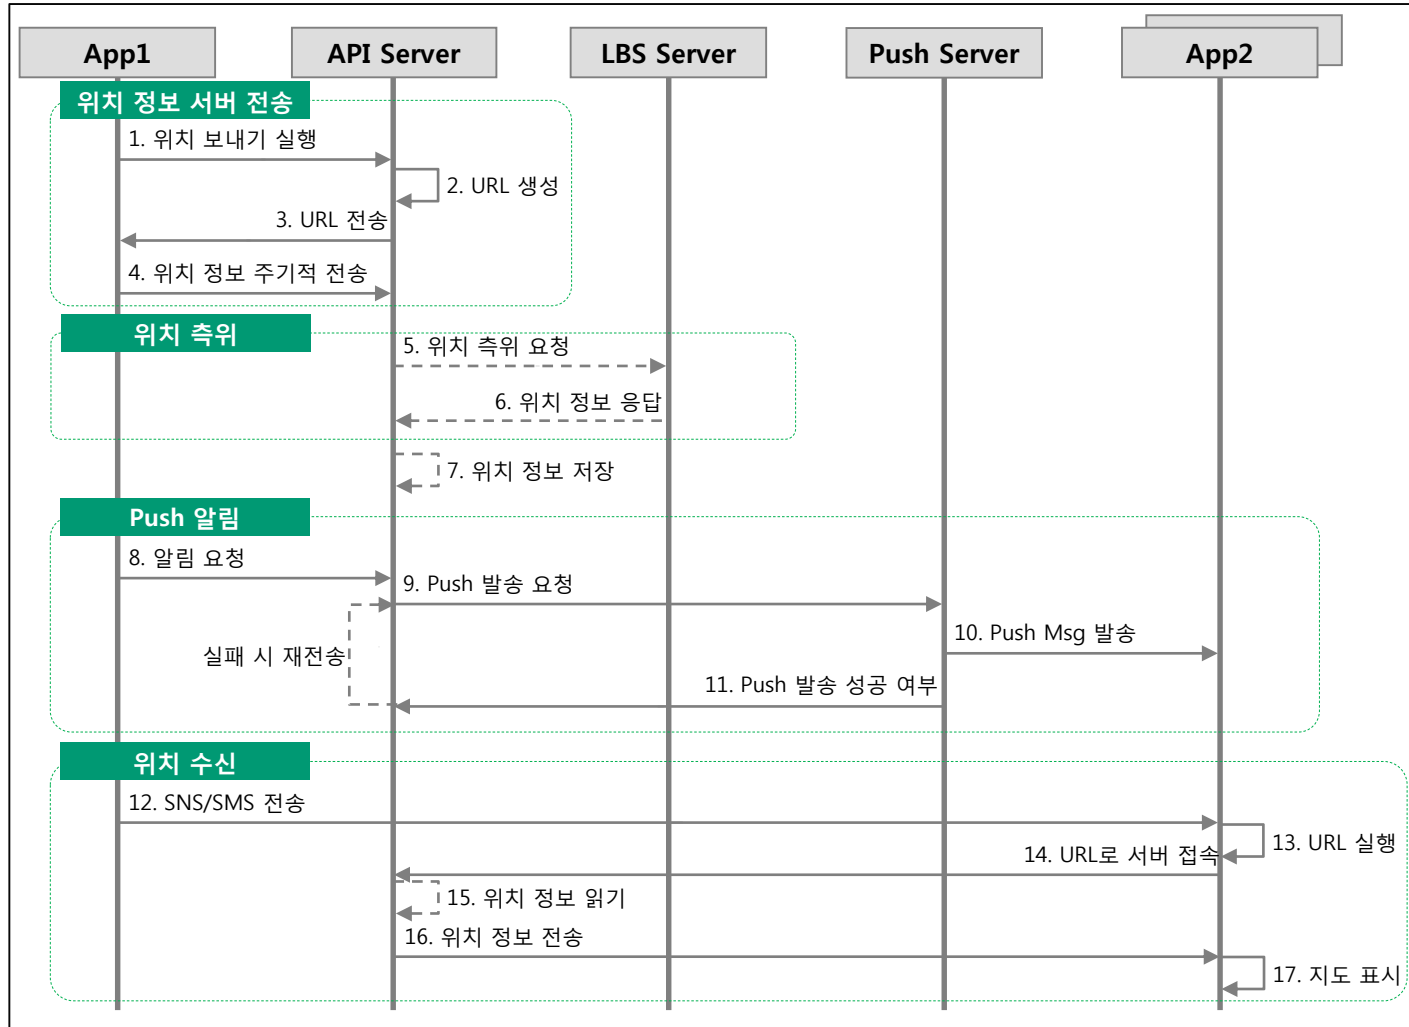 App1
API Server
LBS Server
Push Server
App2
위치 정보 서버 전송
1. 위치 보내기 실행
2. URL 생성
3. URL 전송
4. 위치 정보 주기적 전송
위치 측위
5. 위치 측위 요청
6. 위치 정보 응답
7. 위치 정보 저장
Push 알림
8. 알림 요청
9. Push 발송 요청
10. Push Msg 발송
실패 시 재전송
11. Push 발송 성공 여부
위치 수신
12. SNS/SMS 전송
13. URL 실행
14. URL로 서버 접속
15. 위치 정보 읽기
16. 위치 정보 전송
17. 지도 표시